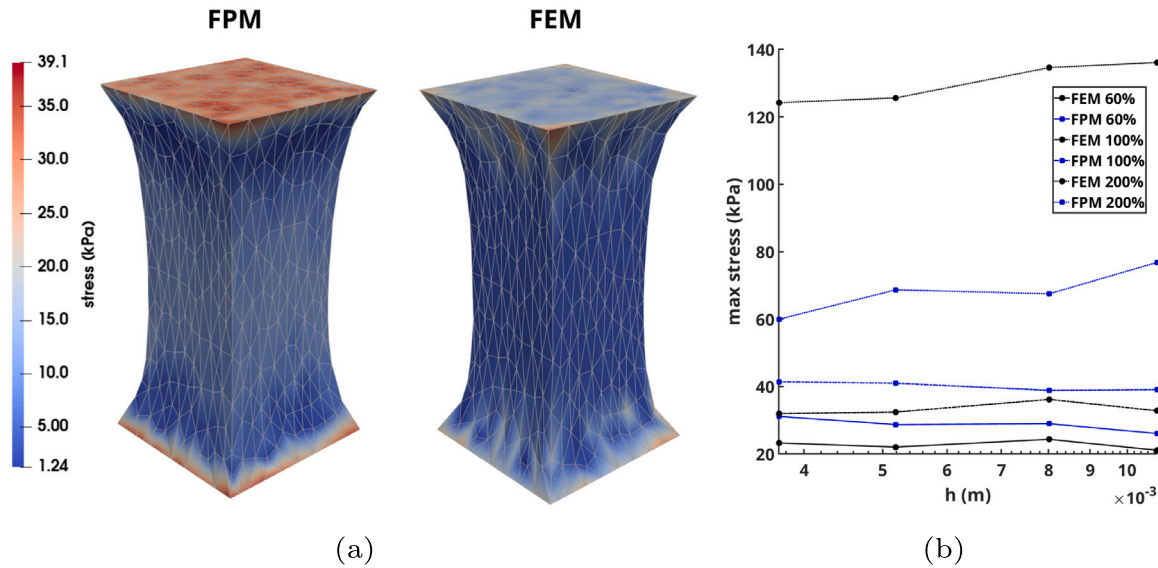 FPM
FEM
39.1
35.0
30.0
25.0
20.0
15.0
10.0
5.00
1.24
stress (kPa)
140
120
100
80
60
40
20
max stress (kPa)
FEM 60%
FPM 60%
FEM 100%
FPM 100%
FEM 200%
FPM 200%
4 5 6 7 8 9 10
h (m)
×10⁻³
(a)
(b)